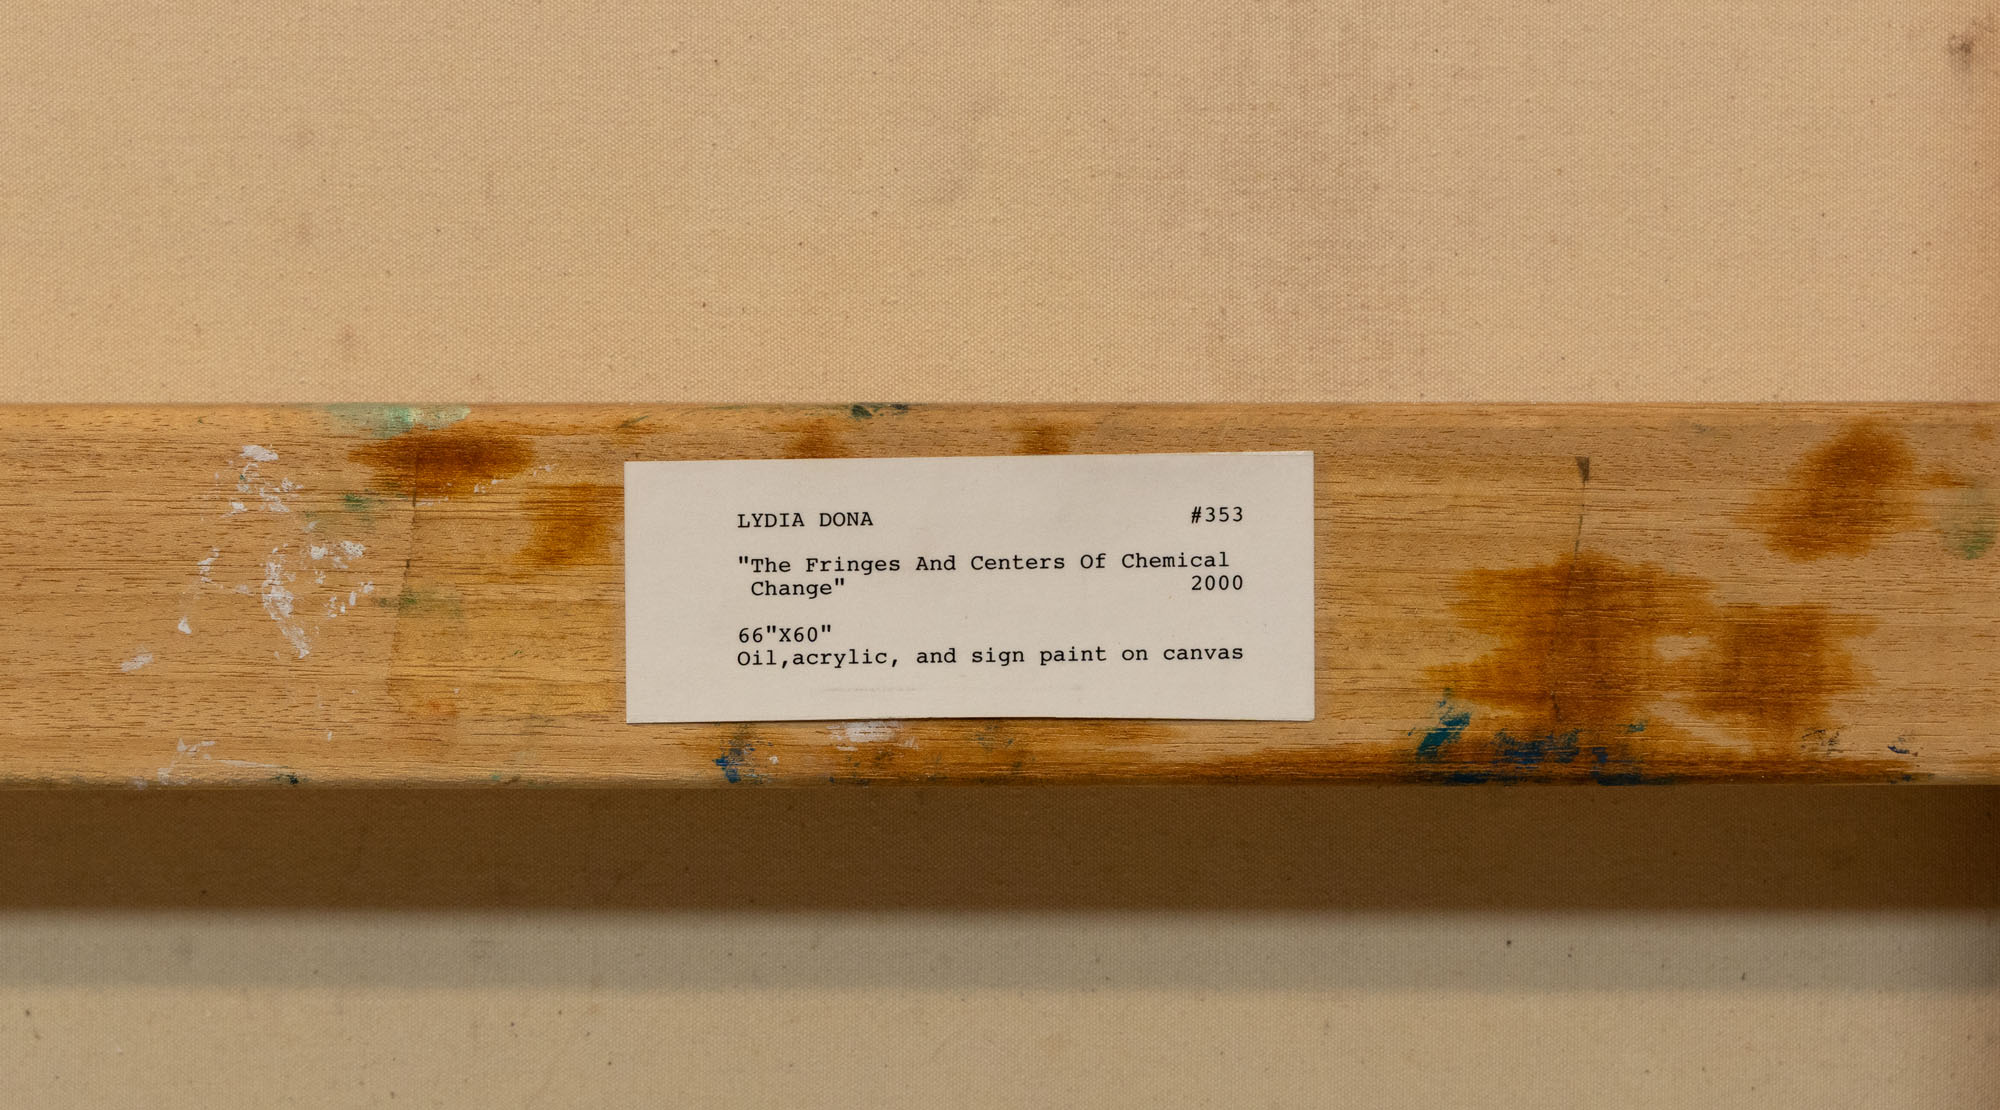 LYDIA DONA #353
"The Fringes And Centers Of Chemical
Change" 2000
66"X60"
Oil,acrylic, and sign paint on canvas